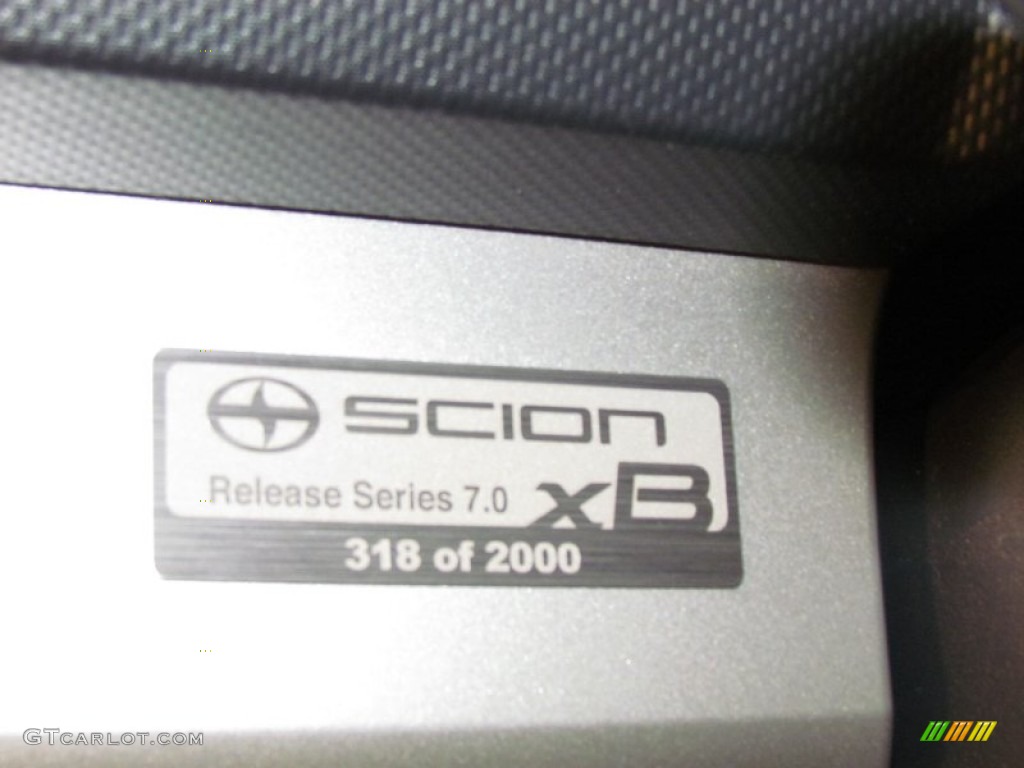 SCION
Release Series 7.0 xB
318 of 2000
GTCARLOT.COM